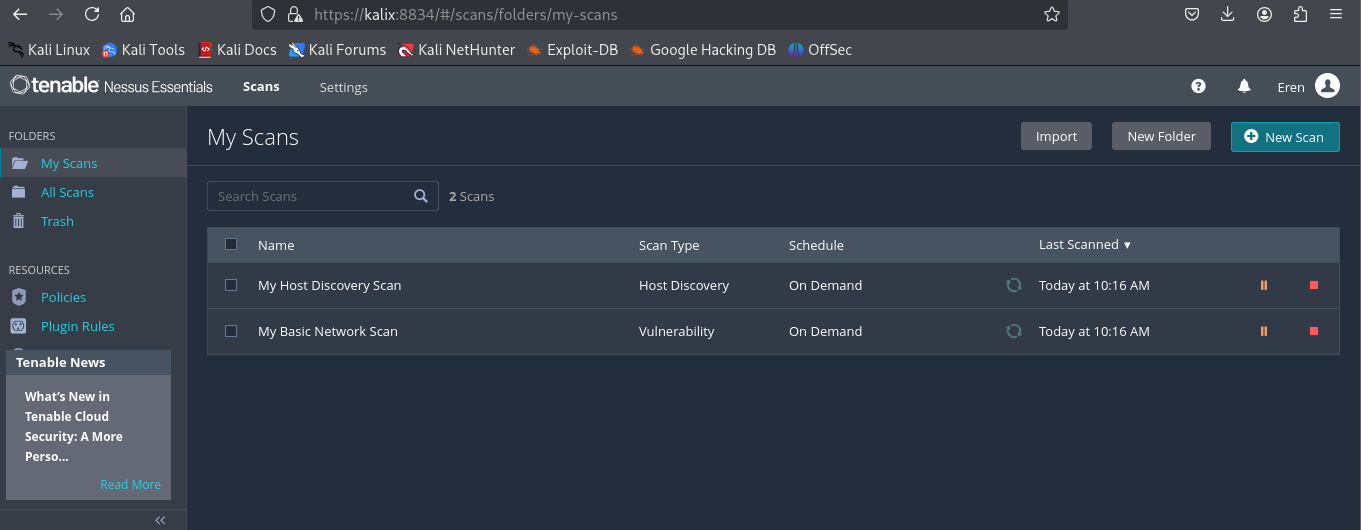 https://kalix:8834/#/scans/folders/my-scans
Kali Linux Kali Tools Kali Docs Kali Forums Kali NetHunter Exploit-DB Google Hacking DB OffSec
tenable Nessus Essentials Scans Settings Eren
FOLDERS
My Scans
All Scans
Trash
RESOURCES
Policies
Plugin Rules
Tenable News
What's New in
Tenable Cloud
Security: A More
Perso...
Read More
My Scans Import New Folder New Scan
Search Scans 2 Scans
Name Scan Type Schedule Last Scanned ▼
My Host Discovery Scan Host Discovery On Demand Today at 10:16 AM
My Basic Network Scan Vulnerability On Demand Today at 10:16 AM